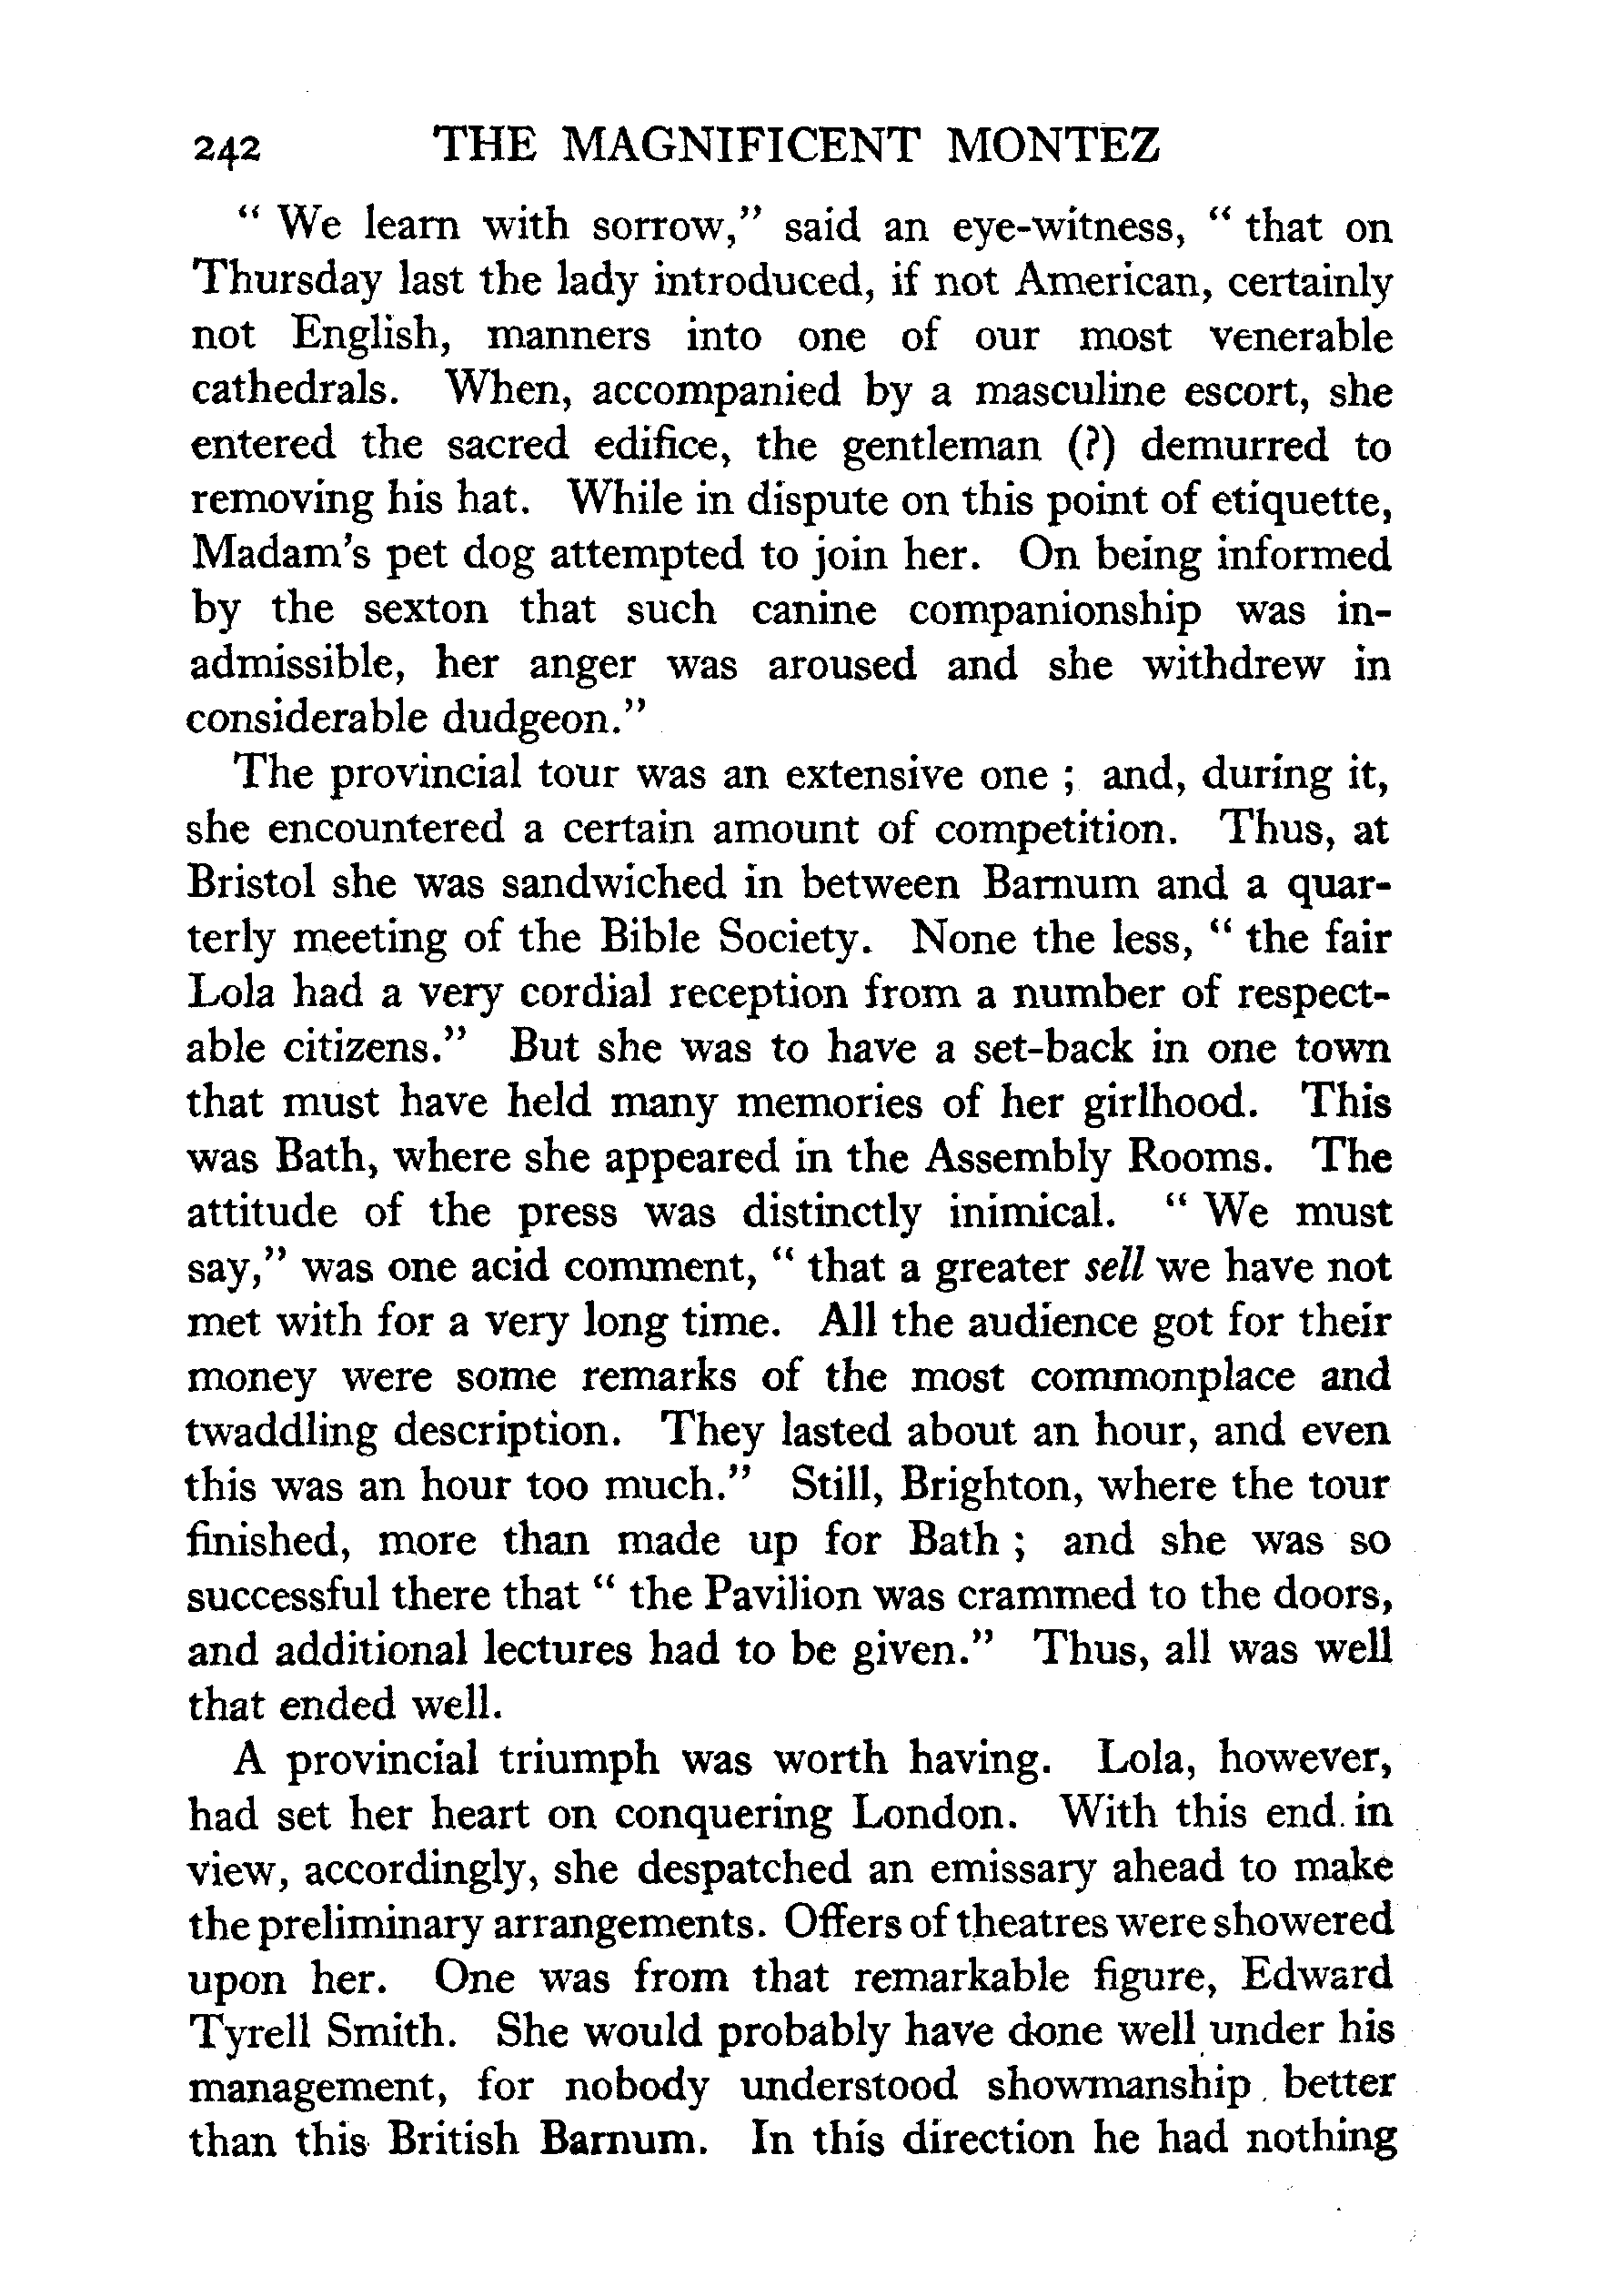 242 THE MAGNIFICENT MONTEZ
“ We learn with sorrow,” said an eye-witness, “ that on
Thursday last the lady introduced, if not American, certainly
not English, manners into one of our most venerable
cathedrals. When, accompanied by a masculine escort, she
entered the sacred edifice, the gentleman (?) demurred to
removing his hat. While in dispute on this point of etiquette,
Madam’s pet dog attempted to join her. On being informed
by the sexton that such canine companionship was in-
admissible, her anger was aroused and she withdrew in
considerable dudgeon.”
The provincial tour was an extensive one ; and, during it,
she encountered a certain amount of competition. Thus, at
Bristol she was sandwiched in between Barnum and a quar-
terly meeting of the Bible Society. None the less, “ the fair
Lola had a very cordial reception from a number of respect-
able citizens.” But she was to have a set-back in one town
that must have held many memories of her girlhood. This
was Bath, where she appeared in the Assembly Rooms. The
attitude of the press was distinctly inimical. “ We must
say,” was one acid comment, “ that a greater sell we have not
met with for a very long time. All the audience got for their
money were some remarks of the most commonplace and
twaddling description. They lasted about an hour, and even
this was an hour too much.” Still, Brighton, where the tour
finished, more than made up for Bath ; and she was so
successful there that “ the Pavilion was crammed to the doors,
and additional lectures had to be given.” Thus, all was well
that ended well.
A provincial triumph was worth having. Lola, however,
had set her heart on conquering London. With this end in
view, accordingly, she despatched an emissary ahead to make
the preliminary arrangements. Offers of theatres were showered
upon her. One was from that remarkable figure, Edward
Tyrell Smith. She would probably have done well under his
management, for nobody understood showmanship better
than this British Barnum. In this direction he had nothing